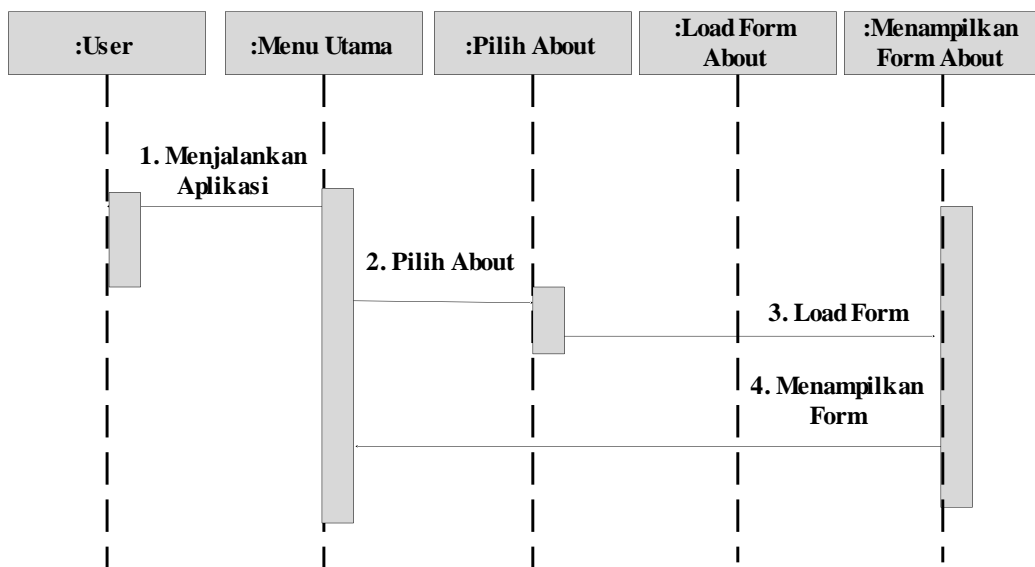 :User
:Menu Utama
:Pilih About
:Load Form
About
:Menampilkan
Form About
1. Menjalankan
Aplikasi
2. Pilih About
3. Load Form
4. Menampilkan
Form